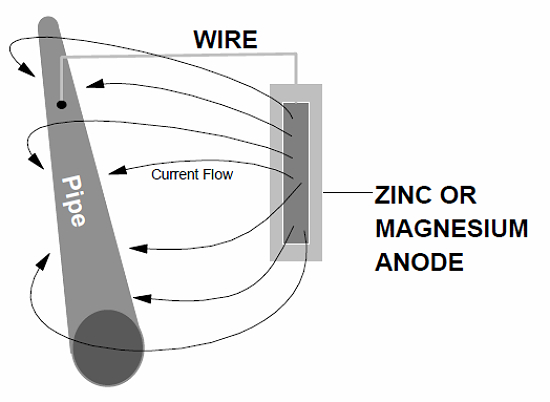 WIRE
Current Flow
Pipe
ZINC OR
MAGNESIUM
ANODE